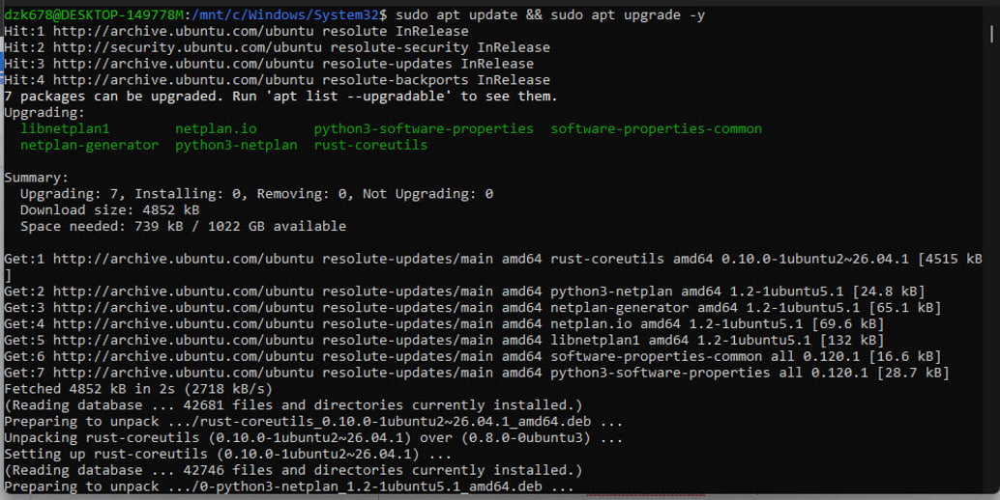 dzk678@DESKTOP-149778M:/mnt/c/Windows/System32$ sudo apt update && sudo apt upgrade -y
Hit:1 http://archive.ubuntu.com/ubuntu resolute InRelease
Hit:2 http://security.ubuntu.com/ubuntu resolute-security InRelease
Hit:3 http://archive.ubuntu.com/ubuntu resolute-updates InRelease
Hit:4 http://archive.ubuntu.com/ubuntu resolute-backports InRelease
7 packages can be upgraded. Run 'apt list --upgradable' to see them.
Upgrading:
  libnetplan1        netplan.io       python3-software-properties  software-properties-common
  netplan-generator  python3-netplan  rust-coreutils

Summary:
  Upgrading: 7, Installing: 0, Removing: 0, Not Upgrading: 0
  Download size: 4852 kB
  Space needed: 739 kB / 1022 GB available

Get:1 http://archive.ubuntu.com/ubuntu resolute-updates/main amd64 rust-coreutils amd64 0.10.0-1ubuntu2~26.04.1 [4515 kB
]
Get:2 http://archive.ubuntu.com/ubuntu resolute-updates/main amd64 python3-netplan amd64 1.2-1ubuntu5.1 [24.8 kB]
Get:3 http://archive.ubuntu.com/ubuntu resolute-updates/main amd64 netplan-generator amd64 1.2-1ubuntu5.1 [65.1 kB]
Get:4 http://archive.ubuntu.com/ubuntu resolute-updates/main amd64 netplan.io amd64 1.2-1ubuntu5.1 [69.6 kB]
Get:5 http://archive.ubuntu.com/ubuntu resolute-updates/main amd64 libnetplan1 amd64 1.2-1ubuntu5.1 [132 kB]
Get:6 http://archive.ubuntu.com/ubuntu resolute-updates/main amd64 software-properties-common all 0.120.1 [16.6 kB]
Get:7 http://archive.ubuntu.com/ubuntu resolute-updates/main amd64 python3-software-properties all 0.120.1 [28.7 kB]
Fetched 4852 kB in 2s (2718 kB/s)
(Reading database ... 42681 files and directories currently installed.)
Preparing to unpack .../rust-coreutils_0.10.0-1ubuntu2~26.04.1_amd64.deb ...
Unpacking rust-coreutils (0.10.0-1ubuntu2~26.04.1) over (0.8.0-0ubuntu3) ...
Setting up rust-coreutils (0.10.0-1ubuntu2~26.04.1) ...
(Reading database ... 42746 files and directories currently installed.)
Preparing to unpack .../0-python3-netplan_1.2-1ubuntu5.1_amd64.deb ...